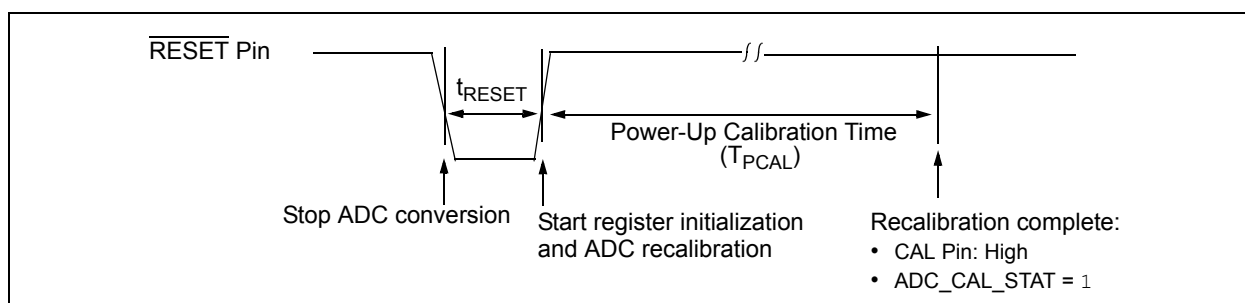 RESET Pin
tRESET
Power-Up Calibration Time
(TPCAL)
Stop ADC conversion
Start register initialization
and ADC recalibration
Recalibration complete:
• CAL Pin: High
• ADC_CAL_STAT = 1